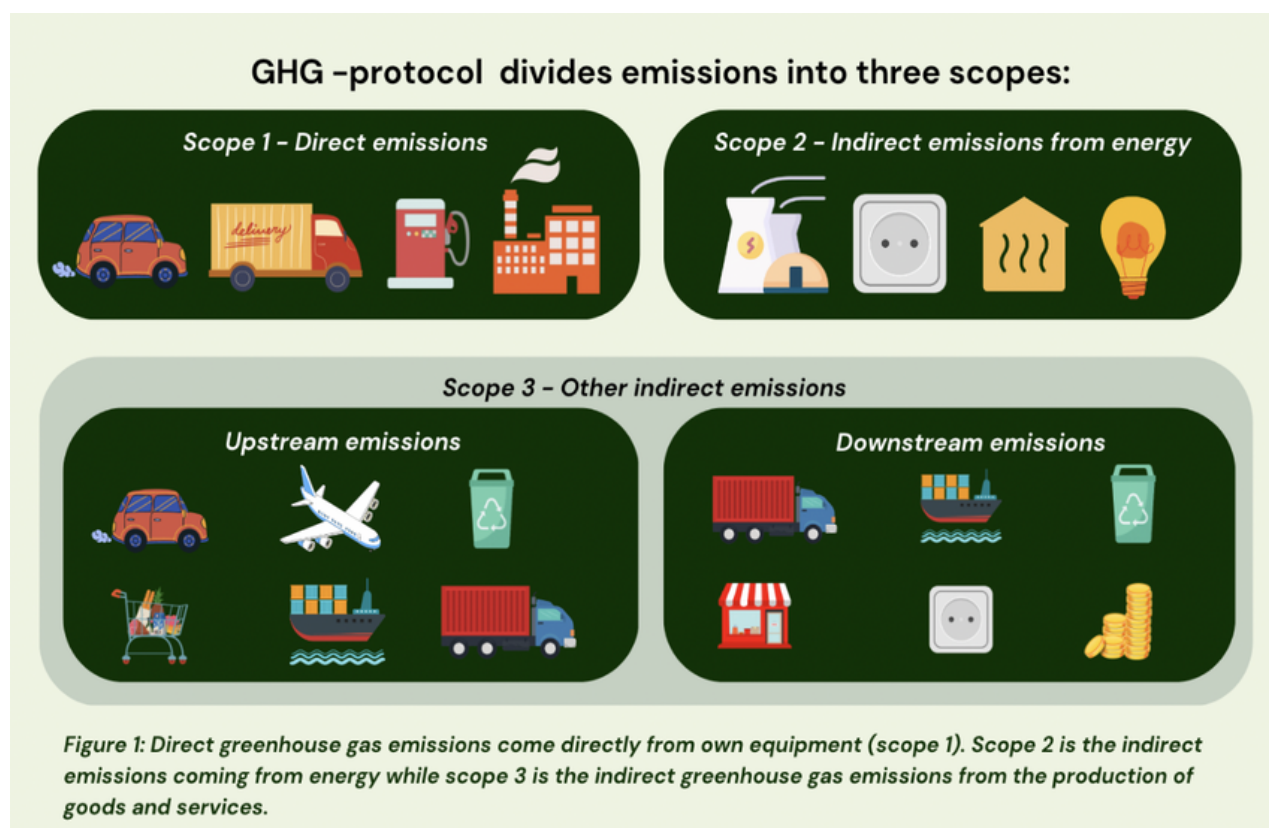 GHG -protocol divides emissions into three scopes:
Scope 1 - Direct emissions
delivery
Scope 2 - Indirect emissions from energy
Scope 3 - Other indirect emissions
Upstream emissions
Downstream emissions
Figure 1: Direct greenhouse gas emissions come directly from own equipment (scope 1). Scope 2 is the indirect
emissions coming from energy while scope 3 is the indirect greenhouse gas emissions from the production of
goods and services.